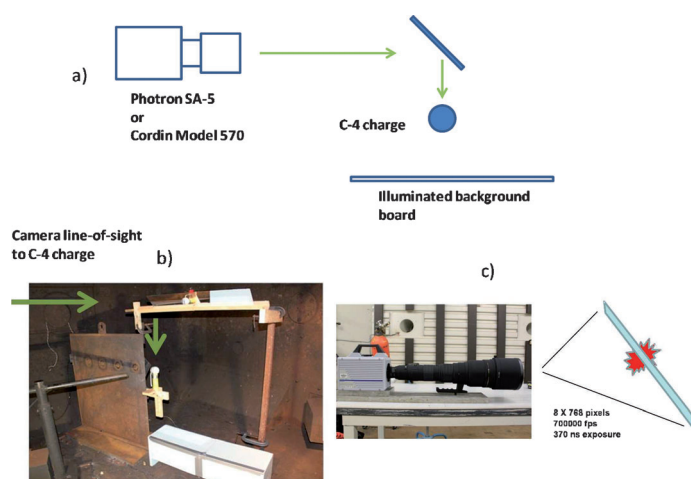 a)
Photron SA-5
or
Cordin Model 570
C-4 charge
Illuminated background
board
Camera line-of-sight
to C-4 charge
b)
c)
8 X 768 pixels
700000 fps
370 ns exposure